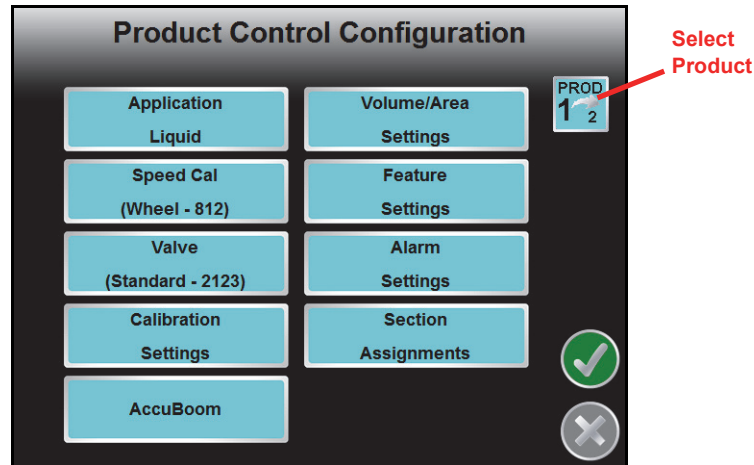 Product Control Configuration
Select
Product
PROD
1 2
Application
Liquid
Volume/Area
Settings
Speed Cal
(Wheel - 812)
Feature
Settings
Valve
(Standard - 2123)
Alarm
Settings
Calibration
Settings
Section
Assignments
AccuBoom